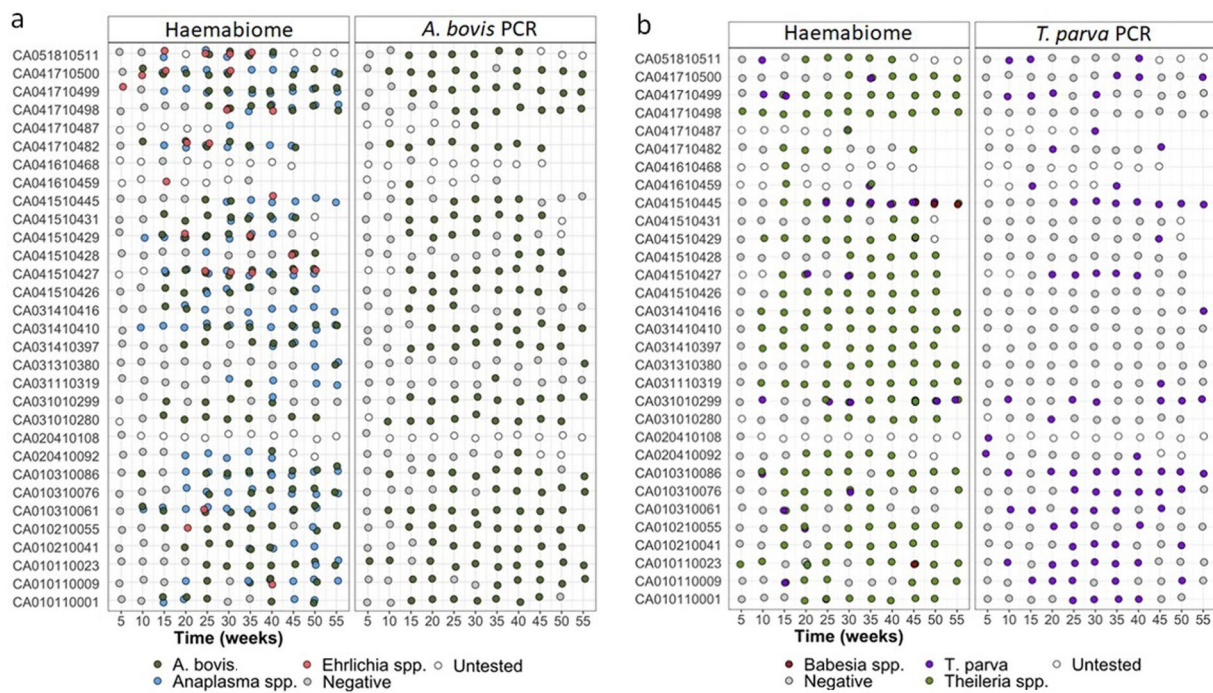 a
Haemabiome
A. bovis PCR
CA051810511
CA041710500
CA041710499
CA041710498
CA041710487
CA041710482
CA041610468
CA041610459
CA041510445
CA041510431
CA041510429
CA041510428
CA041510427
CA041510426
CA031410416
CA031410410
CA031410397
CA031310380
CA031110319
CA031010299
CA031010280
CA020410108
CA020410092
CA010310086
CA010310076
CA010310061
CA010210055
CA010210041
CA010110023
CA010110009
CA010110001
5 10 15 20 25 30 35 40 45 50 55
5 10 15 20 25 30 35 40 45 50 55
Time (weeks)
A. bovis.
Ehrlichia spp.
Untested
Anaplasma spp.
Negative
b
Haemabiome
T. parva PCR
CA051810511
CA041710500
CA041710499
CA041710498
CA041710487
CA041710482
CA041610468
CA041610459
CA041510445
CA041510431
CA041510429
CA041510428
CA041510427
CA041510426
CA031410416
CA031410410
CA031410397
CA031310380
CA031110319
CA031010299
CA031010280
CA020410108
CA020410092
CA010310086
CA010310076
CA010310061
CA010210055
CA010210041
CA010110023
CA010110009
CA010110001
5 10 15 20 25 30 35 40 45 50 55
5 10 15 20 25 30 35 40 45 50 55
Time (weeks)
Babesia spp.
T. parva
Untested
Negative
Theileria spp.